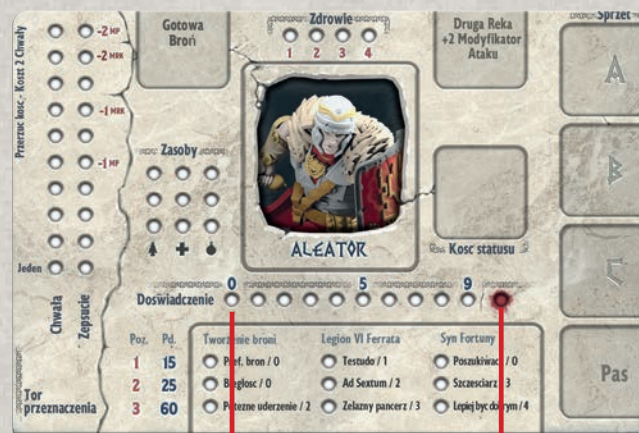 Przerzuc kosc - Koszt 2 Chwały
-2 MP
-2 MRK
-1 MRK
-1 MP
Jeden
Chwała
Zepsucie
Tor
przeznaczenia
Gotowa
Broń
Zdrowie
1 2 3 4
Druga Reka
+2 Modyfikator
Ataku
Sprzet
A
B
C
Pas
Zasoby
ALEATOR
Kosc statusu
0 5 9
Doświadczenie
Poz. Pd.
1 15
2 25
3 60
Tworzenie broni
Pref. bron / 0
Bieglosc / 0
Potezne uderzenie / 2
Legion VI Ferrata
Testudo / 1
Ad Sextum / 2
Zelazny pancerz / 3
Syn Fortuny
Poszukiwacz / 0
Szczesciarz / 3
Lepiej byc dobrym / 4